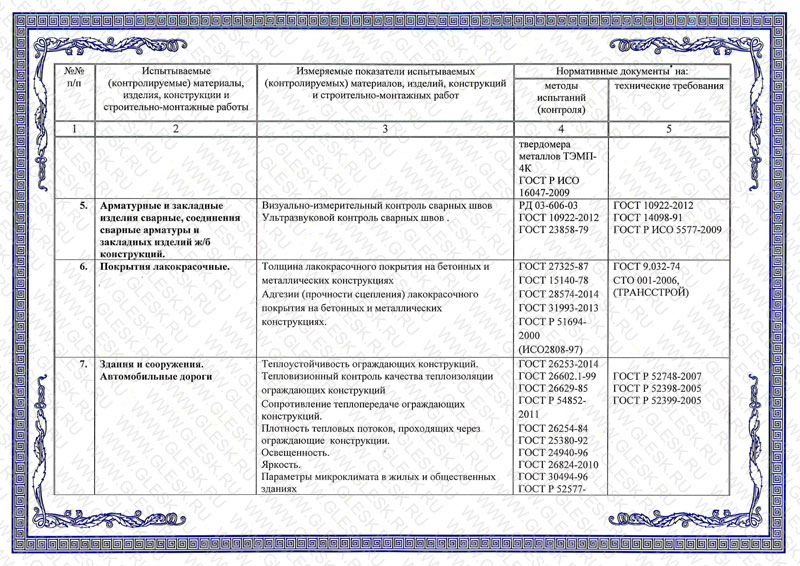 №№
п/п
Испытываемые
(контролируемые) материалы,
изделия, конструкции и
строительно-монтажные работы
Измеряемые показатели испытываемых
(контролируемых) материалов, изделий, конструкций
и строительно-монтажных работ
Нормативные документы* на:
методы
испытаний
(контроля)
технические требования
1 2 3 4 5
твердомера
металлов ТЭМП-
4К
ГОСТ Р ИСО
16047-2009
5.
Арматурные и закладные
изделия сварные, соединения
сварные арматуры и
закладных изделий ж/б
конструкций.
Визуально-измерительный контроль сварных швов
Ультразвуковой контроль сварных швов .
РД 03-606-03
ГОСТ 10922-2012
ГОСТ 23858-79
ГОСТ 10922-2012
ГОСТ 14098-91
ГОСТ Р ИСО 5577-2009
6.
Покрытия лакокрасочные.
Толщина лакокрасочного покрытия на бетонных и
металлических конструкциях
Адгезии (прочности сцепления) лакокрасочного
покрытия на бетонных и металлических
конструкциях.
ГОСТ 27325-87
ГОСТ 15140-78
ГОСТ 28574-2014
ГОСТ 31993-2013
ГОСТ Р 51694-
2000
(ИСО2808-97)
ГОСТ 9.032-74
СТО 001-2006,
(ТРАНССТРОЙ)
7.
Здания и сооружения.
Автомобильные дороги
Теплоустойчивость ограждающих конструкций.
Тепловизионный контроль качества теплоизоляции
ограждающих конструкций
Сопротивление теплопередаче ограждающих
конструкций.
Плотность тепловых потоков, проходящих через
ограждающие конструкции.
Освещенность.
Яркость.
Параметры микроклимата в жилых и общественных
зданиях
ГОСТ 26253-2014
ГОСТ 26602.1-99
ГОСТ 26629-85
ГОСТ Р 54852-
2011
ГОСТ 26254-84
ГОСТ 25380-92
ГОСТ 24940-96
ГОСТ 26824-2010
ГОСТ 30494-96
ГОСТ Р 52577-
ГОСТ Р 52748-2007
ГОСТ Р 52398-2005
ГОСТ Р 52399-2005
WWW.GLESK.RU